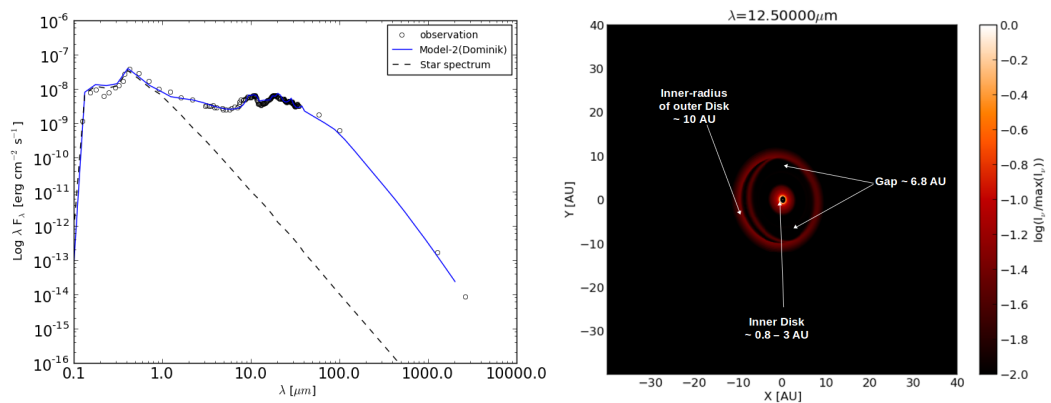 10^-6
10^-7
10^-8
10^-9
10^-10
10^-11
10^-12
10^-13
10^-14
10^-15
10^-16
Log λ F_λ [erg cm^-2 s^-1]
observation
Model-2(Dominik)
Star spectrum
0.1
1.0
10.0
100.0
1000.0
10000.0
λ [μm]
λ=12.50000μm
40
30
20
10
0
−10
−20
−30
Y [AU]
Inner-radius
of outer Disk
~ 10 AU
Gap ~ 6.8 AU
Inner Disk
~ 0.8 – 3 AU
−30
−20
−10
0
10
20
30
40
X [AU]
0.0
−0.2
−0.4
−0.6
−0.8
−1.0
−1.2
−1.4
−1.6
−1.8
−2.0
log(I_ν/max(I_ν))